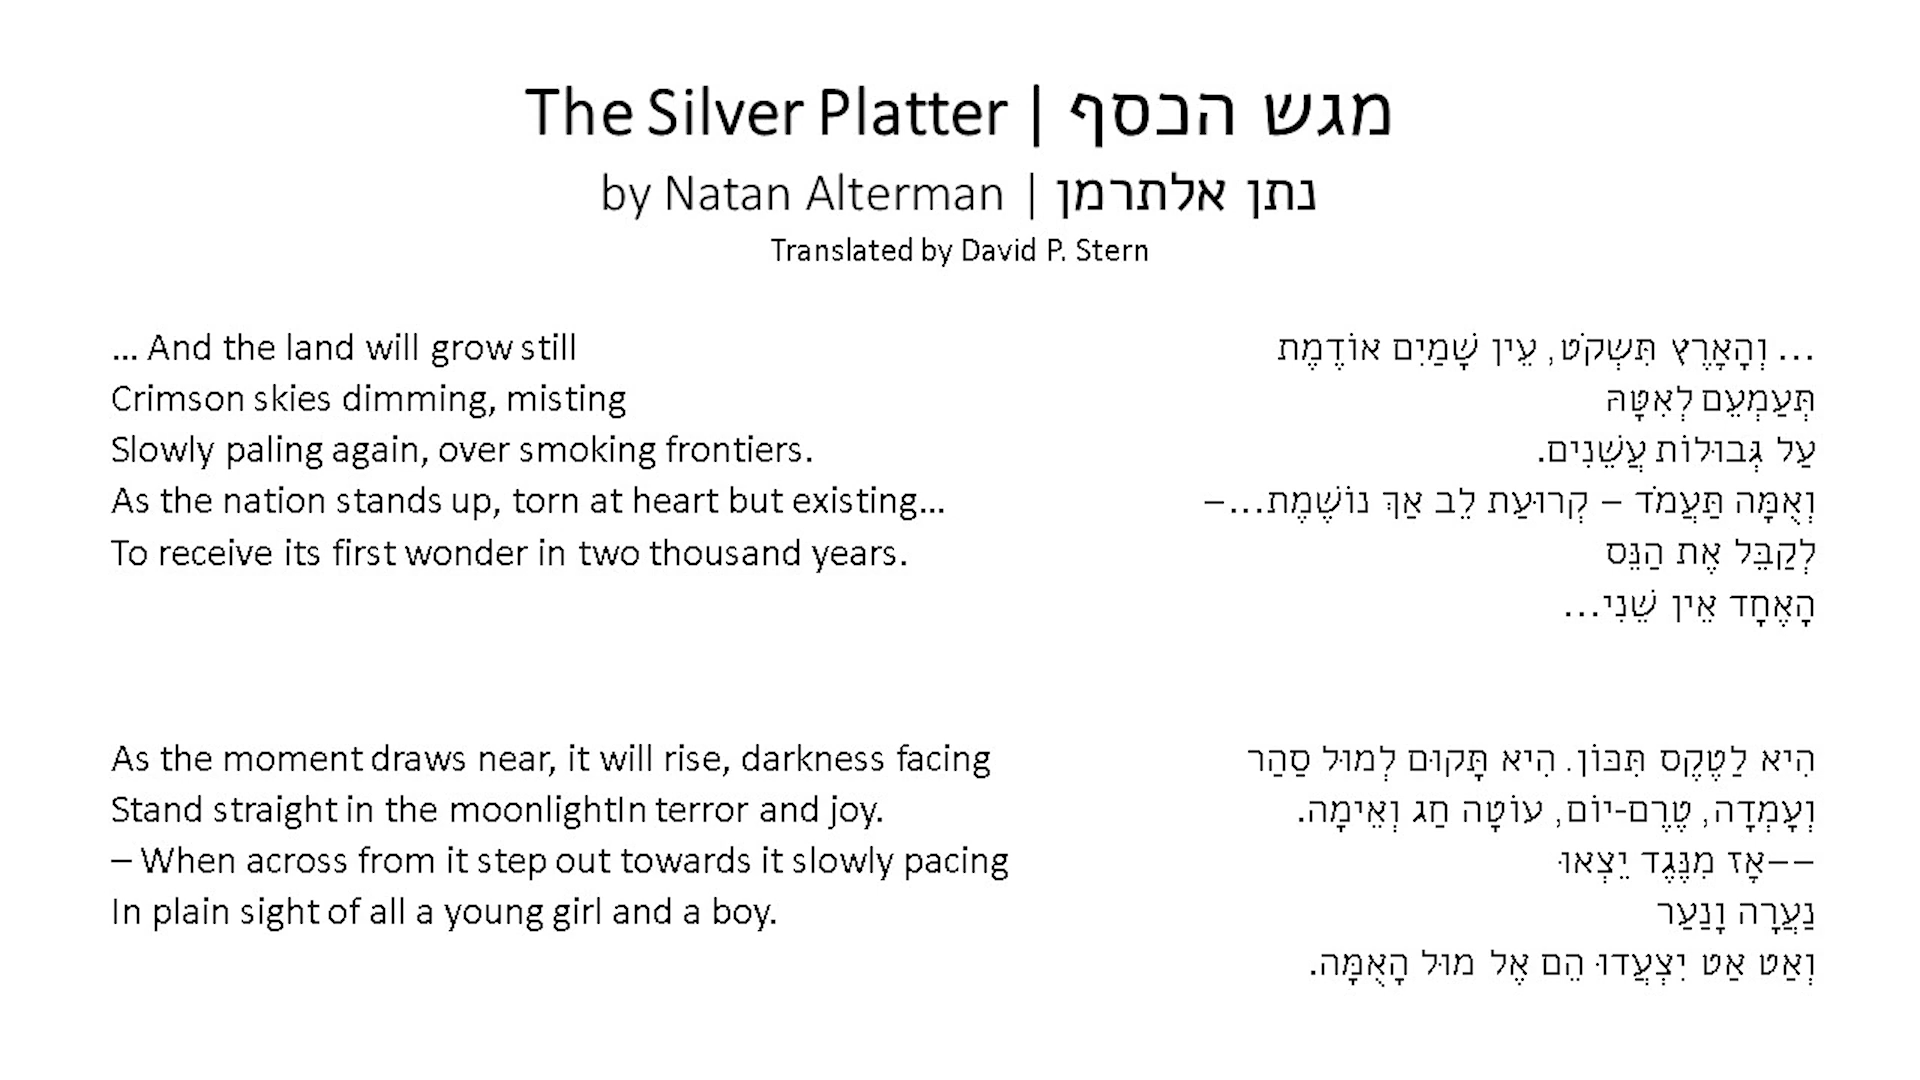 The Silver Platter | מגש הכסף
by Natan Alterman | נתן אלתרמן
Translated by David P. Stern
... And the land will grow still
Crimson skies dimming, misting
Slowly paling again, over smoking frontiers.
As the nation stands up, torn at heart but existing...
To receive its first wonder in two thousand years.
As the moment draws near, it will rise, darkness facing
Stand straight in the moonlightIn terror and joy.
– When across from it step out towards it slowly pacing
In plain sight of all a young girl and a boy.
... וְהָאָרֶץ תִּשְׁקֹט, עֵין שָׁמַיִם אוֹדֶמֶת
תְּעַמְעֵם לְאִטָּהּ
עַל גְּבוּלוֹת עֲשֵׁנִים.
וְאֻמָּה תַּעֲמֹד – קְרוּעַת לֵב אַךְ נוֹשֶׁמֶת...–
לְקַבֵּל אֶת הַנֵּס
הָאֶחָד אֵין שֵׁנִי...
הִיא לַטֶּקֶס תִּכּוֹן. הִיא תָּקוּם לְמוּל סַהַר
וְעָמְדָה, טֶרֶם-יוֹם, עוֹטָה חַג וְאֵימָה.
––אָז מִנֶּגֶד יֵצְאוּ
נַעֲרָה וָנַעַר
וְאַט אַט יִצְעֲדוּ הֵם אֶל מוּל הָאֻמָּה.